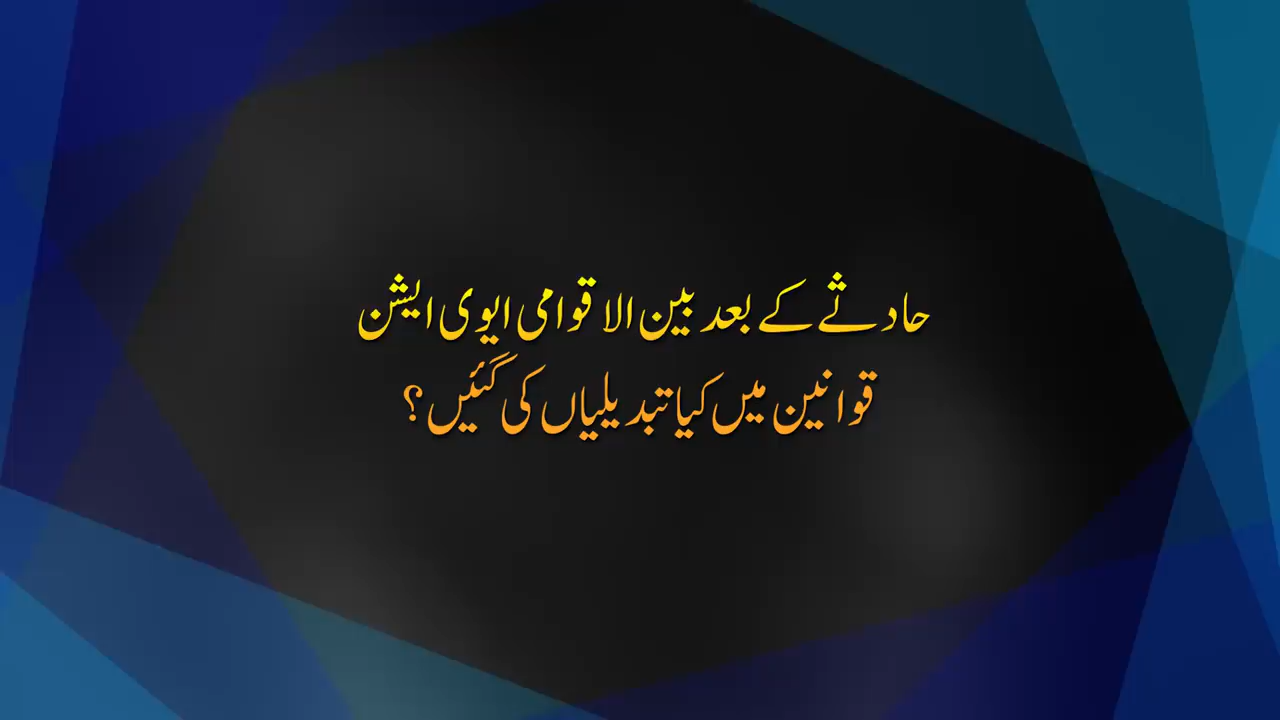 حادثے کے بعد بین الاقوامی ایوی ایشن
قوانین میں کیا تبدیلیاں کی گئیں؟